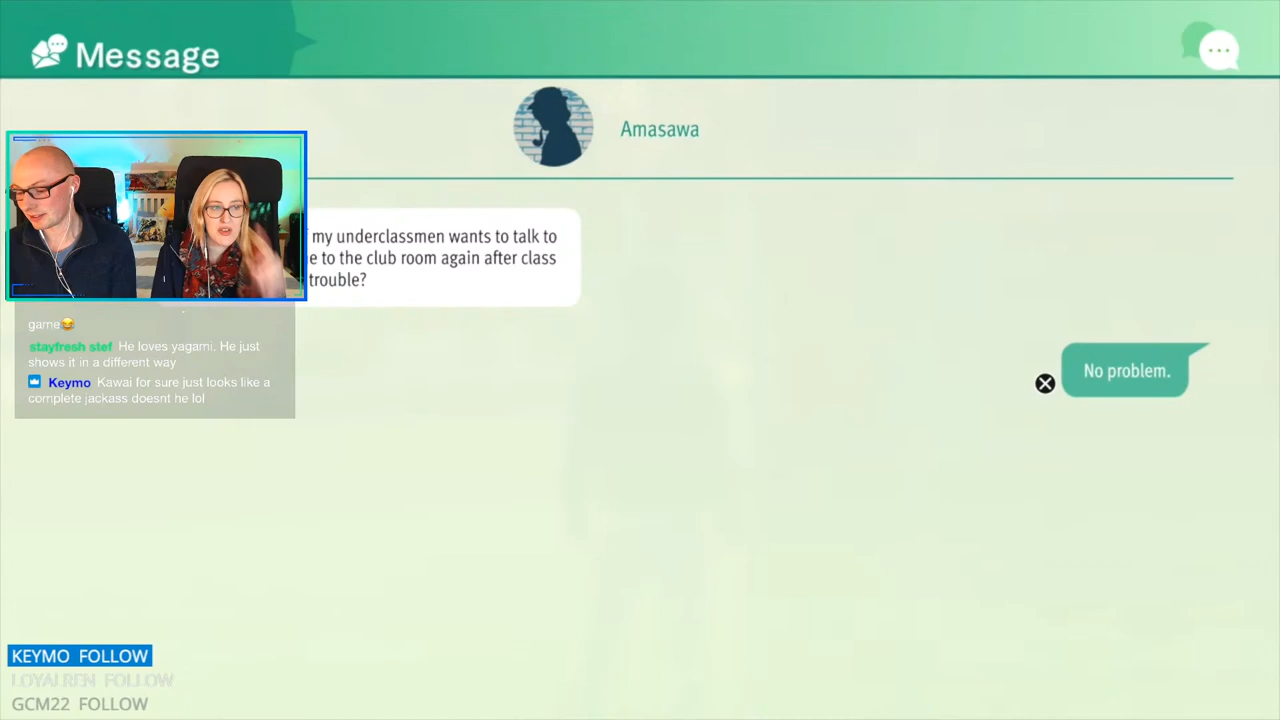 Message
Amasawa
my underclassmen wants to talk to
to the club room again after class
trouble?
No problem.
game😂
stayfresh stef He loves yagami. He just
shows it in a different way
Keymo Kawai for sure just looks like a
complete jackass doesnt he lol
KEYMO FOLLOW
LOYALREN FOLLOW
GCM22 FOLLOW